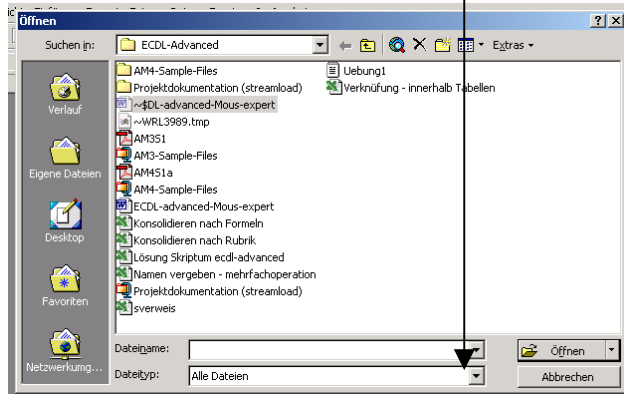 Öffnen
Suchen in:
ECDL-Advanced
Extras
Verlauf
Eigene Dateien
Desktop
Favoriten
Netzwerkumg...
AM4-Sample-Files
Projektdokumentation (streamload)
~$DL-advanced-Mous-expert
~WRL3989.tmp
AM3S1
AM3-Sample-Files
AM4S1a
AM4-Sample-Files
ECDL-advanced-Mous-expert
Konsolidieren nach Formeln
Konsolidieren nach Rubrik
Lösung Skriptum ecdl-advanced
Namen vergeben - mehrfachoperation
Projektdokumentation (streamload)
sverweis
Uebung1
Verknüfung - innerhalb Tabellen
Dateiname:
Öffnen
Dateityp:
Alle Dateien
Abbrechen